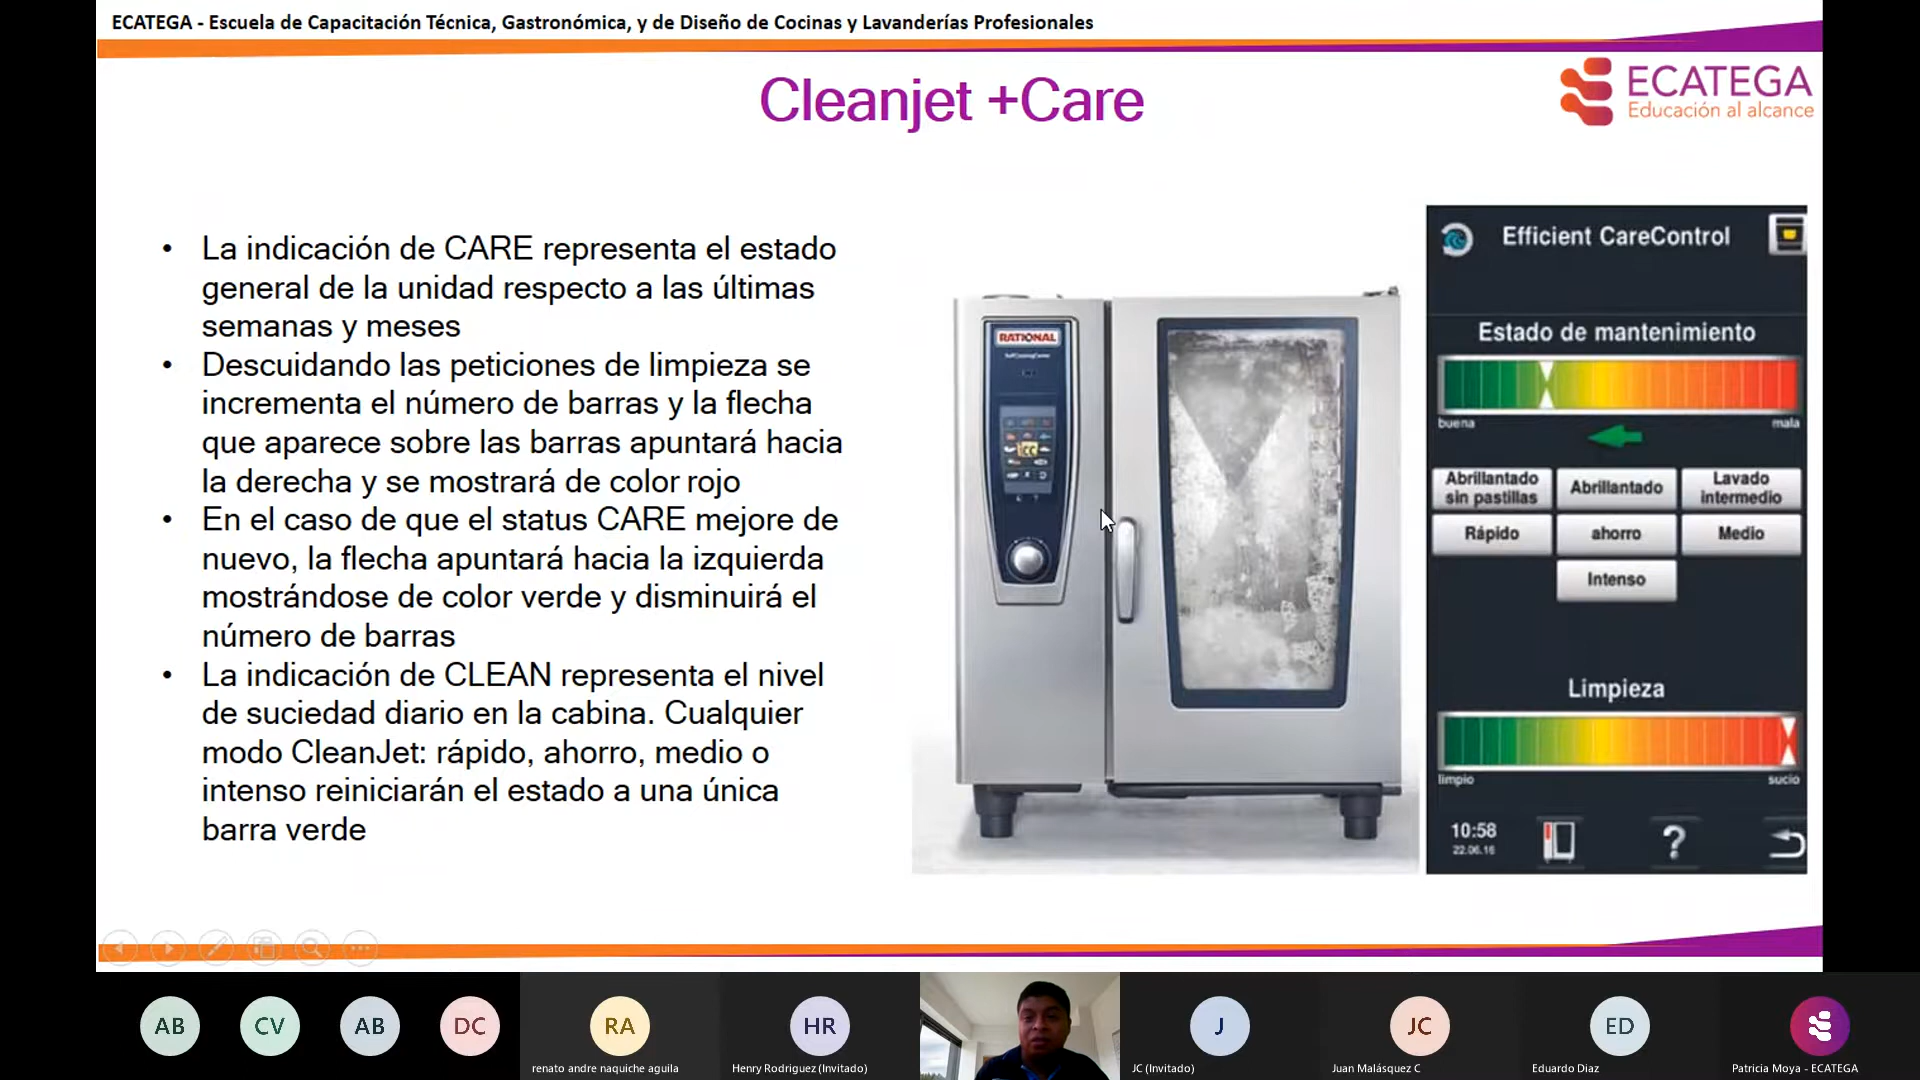 ECATEGA - Escuela de Capacitación Técnica, Gastronómica, y de Diseño de Cocinas y Lavanderías Profesionales
Cleanjet +Care
ECATEGA
Educación al alcance
• La indicación de CARE representa el estado
general de la unidad respecto a las últimas
semanas y meses
• Descuidando las peticiones de limpieza se
incrementa el número de barras y la flecha
que aparece sobre las barras apuntará hacia
la derecha y se mostrará de color rojo
• En el caso de que el status CARE mejore de
nuevo, la flecha apuntará hacia la izquierda
mostrándose de color verde y disminuirá el
número de barras
• La indicación de CLEAN representa el nivel
de suciedad diario en la cabina. Cualquier
modo CleanJet: rápido, ahorro, medio o
intenso reiniciarán el estado a una única
barra verde
RATIONAL
SelfCookingCenter
Efficient CareControl
Estado de mantenimiento
buena mala
Abrillantado sin pastillas
Abrillantado
Lavado intermedio
Rápido
ahorro
Medio
Intenso
Limpieza
limpio sucio
10:58
22.06.16
?
AB
CV
AB
DC
RA
renato andre naquiche aguila
HR
Henry Rodriguez (Invitado)
J
JC (Invitado)
JC
Juan Malásquez C
ED
Eduardo Diaz
Patricia Moya - ECATEGA